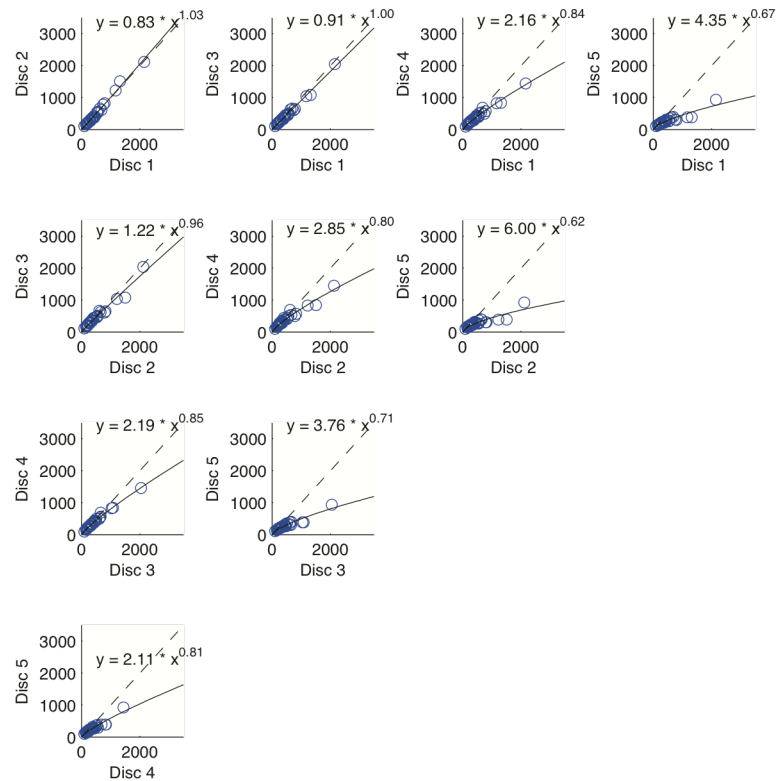 y = 0.83 * x^1.03
y = 0.91 * x^1.00
y = 2.16 * x^0.84
y = 4.35 * x^0.67
3000
2000
1000
0
Disc 2
0 2000
Disc 1
3000
2000
1000
0
Disc 3
0 2000
Disc 1
3000
2000
1000
0
Disc 4
0 2000
Disc 1
3000
2000
1000
0
Disc 5
0 2000
Disc 1
y = 1.22 * x^0.96
y = 2.85 * x^0.80
y = 6.00 * x^0.62
3000
2000
1000
0
Disc 3
0 2000
Disc 2
3000
2000
1000
0
Disc 4
0 2000
Disc 2
3000
2000
1000
0
Disc 5
0 2000
Disc 2
y = 2.19 * x^0.85
y = 3.76 * x^0.71
3000
2000
1000
0
Disc 4
0 2000
Disc 3
3000
2000
1000
0
Disc 5
0 2000
Disc 3
y = 2.11 * x^0.81
3000
2000
1000
0
Disc 5
0 2000
Disc 4